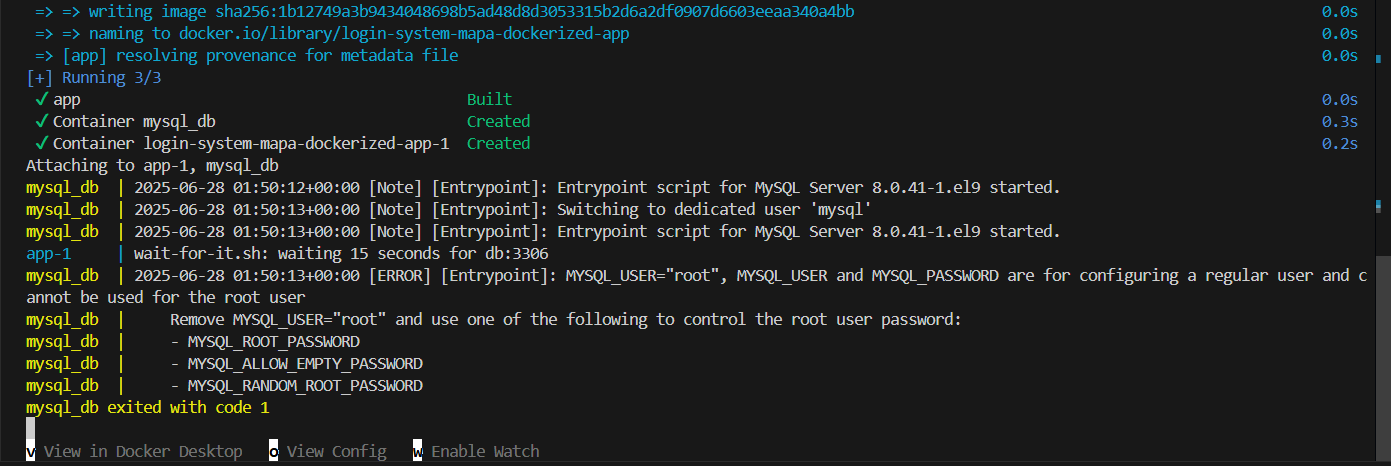 => => writing image sha256:1b12749a3b9434048698b5ad48d8d3053315b2d6a2df0907d6603eeaa340a4bb 0.0s
=> => naming to docker.io/library/login-system-mapa-dockerized-app 0.0s
=> [app] resolving provenance for metadata file 0.0s
[+] Running 3/3
✔ app Built 0.0s
✔ Container mysql_db Created 0.3s
✔ Container login-system-mapa-dockerized-app-1 Created 0.2s
Attaching to app-1, mysql_db
mysql_db | 2025-06-28 01:50:12+00:00 [Note] [Entrypoint]: Entrypoint script for MySQL Server 8.0.41-1.el9 started.
mysql_db | 2025-06-28 01:50:13+00:00 [Note] [Entrypoint]: Switching to dedicated user 'mysql'
mysql_db | 2025-06-28 01:50:13+00:00 [Note] [Entrypoint]: Entrypoint script for MySQL Server 8.0.41-1.el9 started.
app-1 | wait-for-it.sh: waiting 15 seconds for db:3306
mysql_db | 2025-06-28 01:50:13+00:00 [ERROR] [Entrypoint]: MYSQL_USER="root", MYSQL_USER and MYSQL_PASSWORD are for configuring a regular user and c
annot be used for the root user
mysql_db | Remove MYSQL_USER="root" and use one of the following to control the root user password:
mysql_db | - MYSQL_ROOT_PASSWORD
mysql_db | - MYSQL_ALLOW_EMPTY_PASSWORD
mysql_db | - MYSQL_RANDOM_ROOT_PASSWORD
mysql_db exited with code 1
v View in Docker Desktop o View Config w Enable Watch